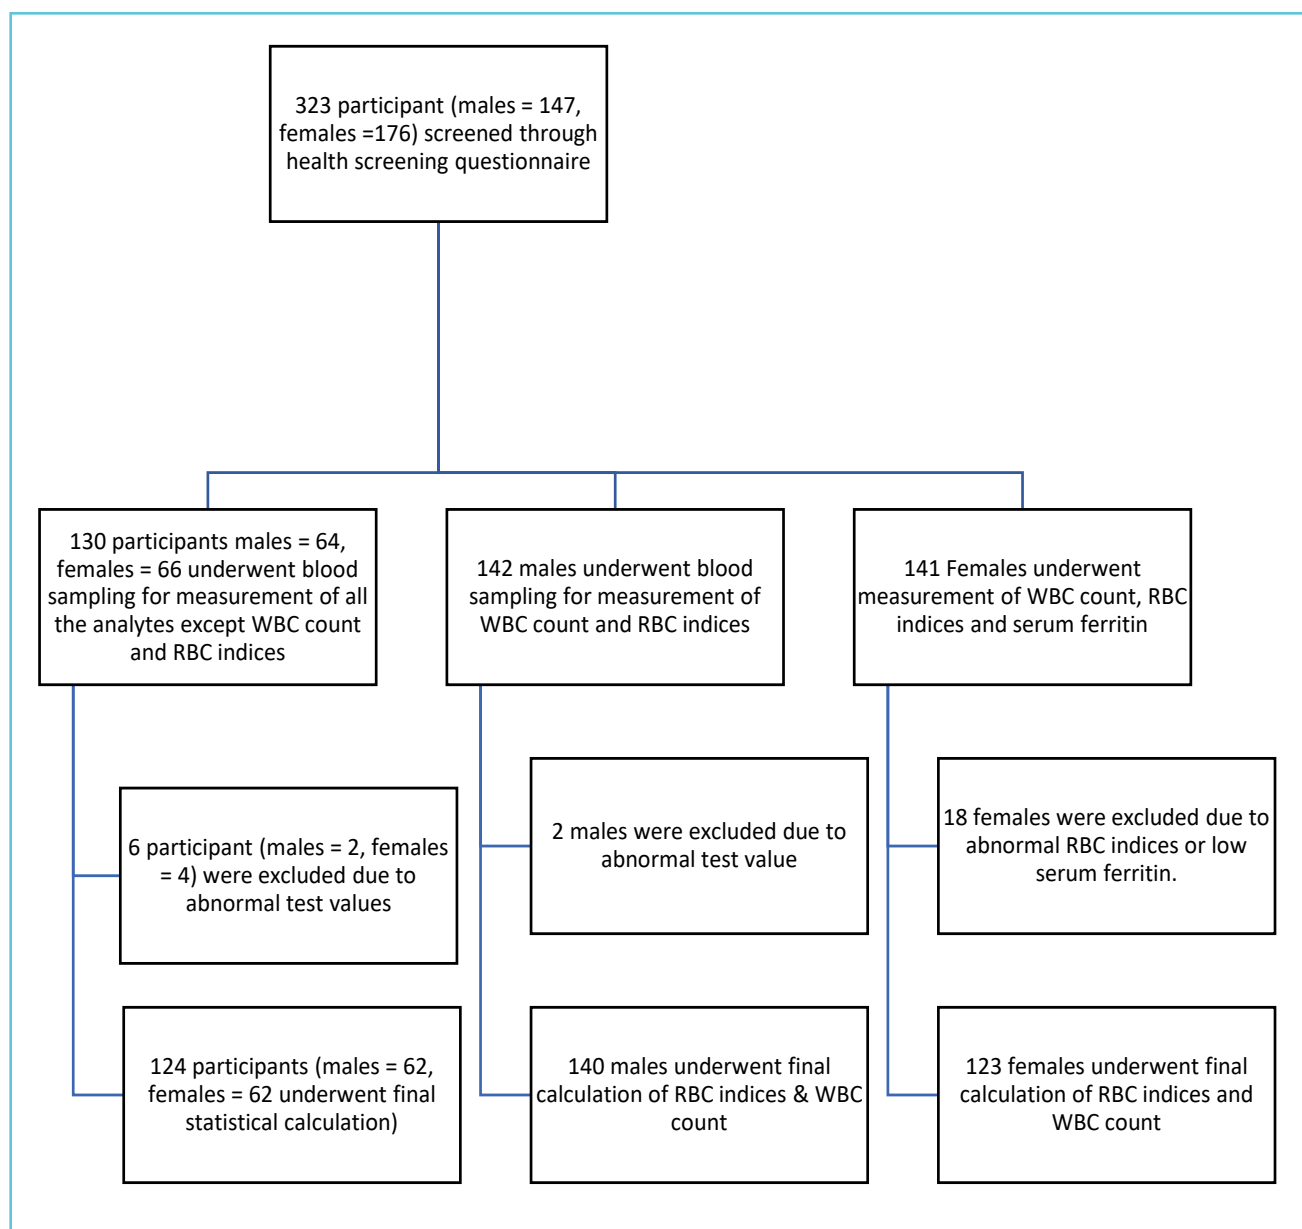 323 participant (males = 147,
females =176) screened through
health screening questionnaire
130 participants males = 64,
females = 66 underwent blood
sampling for measurement of all
the analytes except WBC count
and RBC indices
142 males underwent blood
sampling for measurement of
WBC count and RBC indices
141 Females underwent
measurement of WBC count, RBC
indices and serum ferritin
6 participant (males = 2, females
= 4) were excluded due to
abnormal test values
2 males were excluded due to
abnormal test value
18 females were excluded due to
abnormal RBC indices or low
serum ferritin.
124 participants (males = 62,
females = 62 underwent final
statistical calculation)
140 males underwent final
calculation of RBC indices & WBC
count
123 females underwent final
calculation of RBC indices and
WBC count